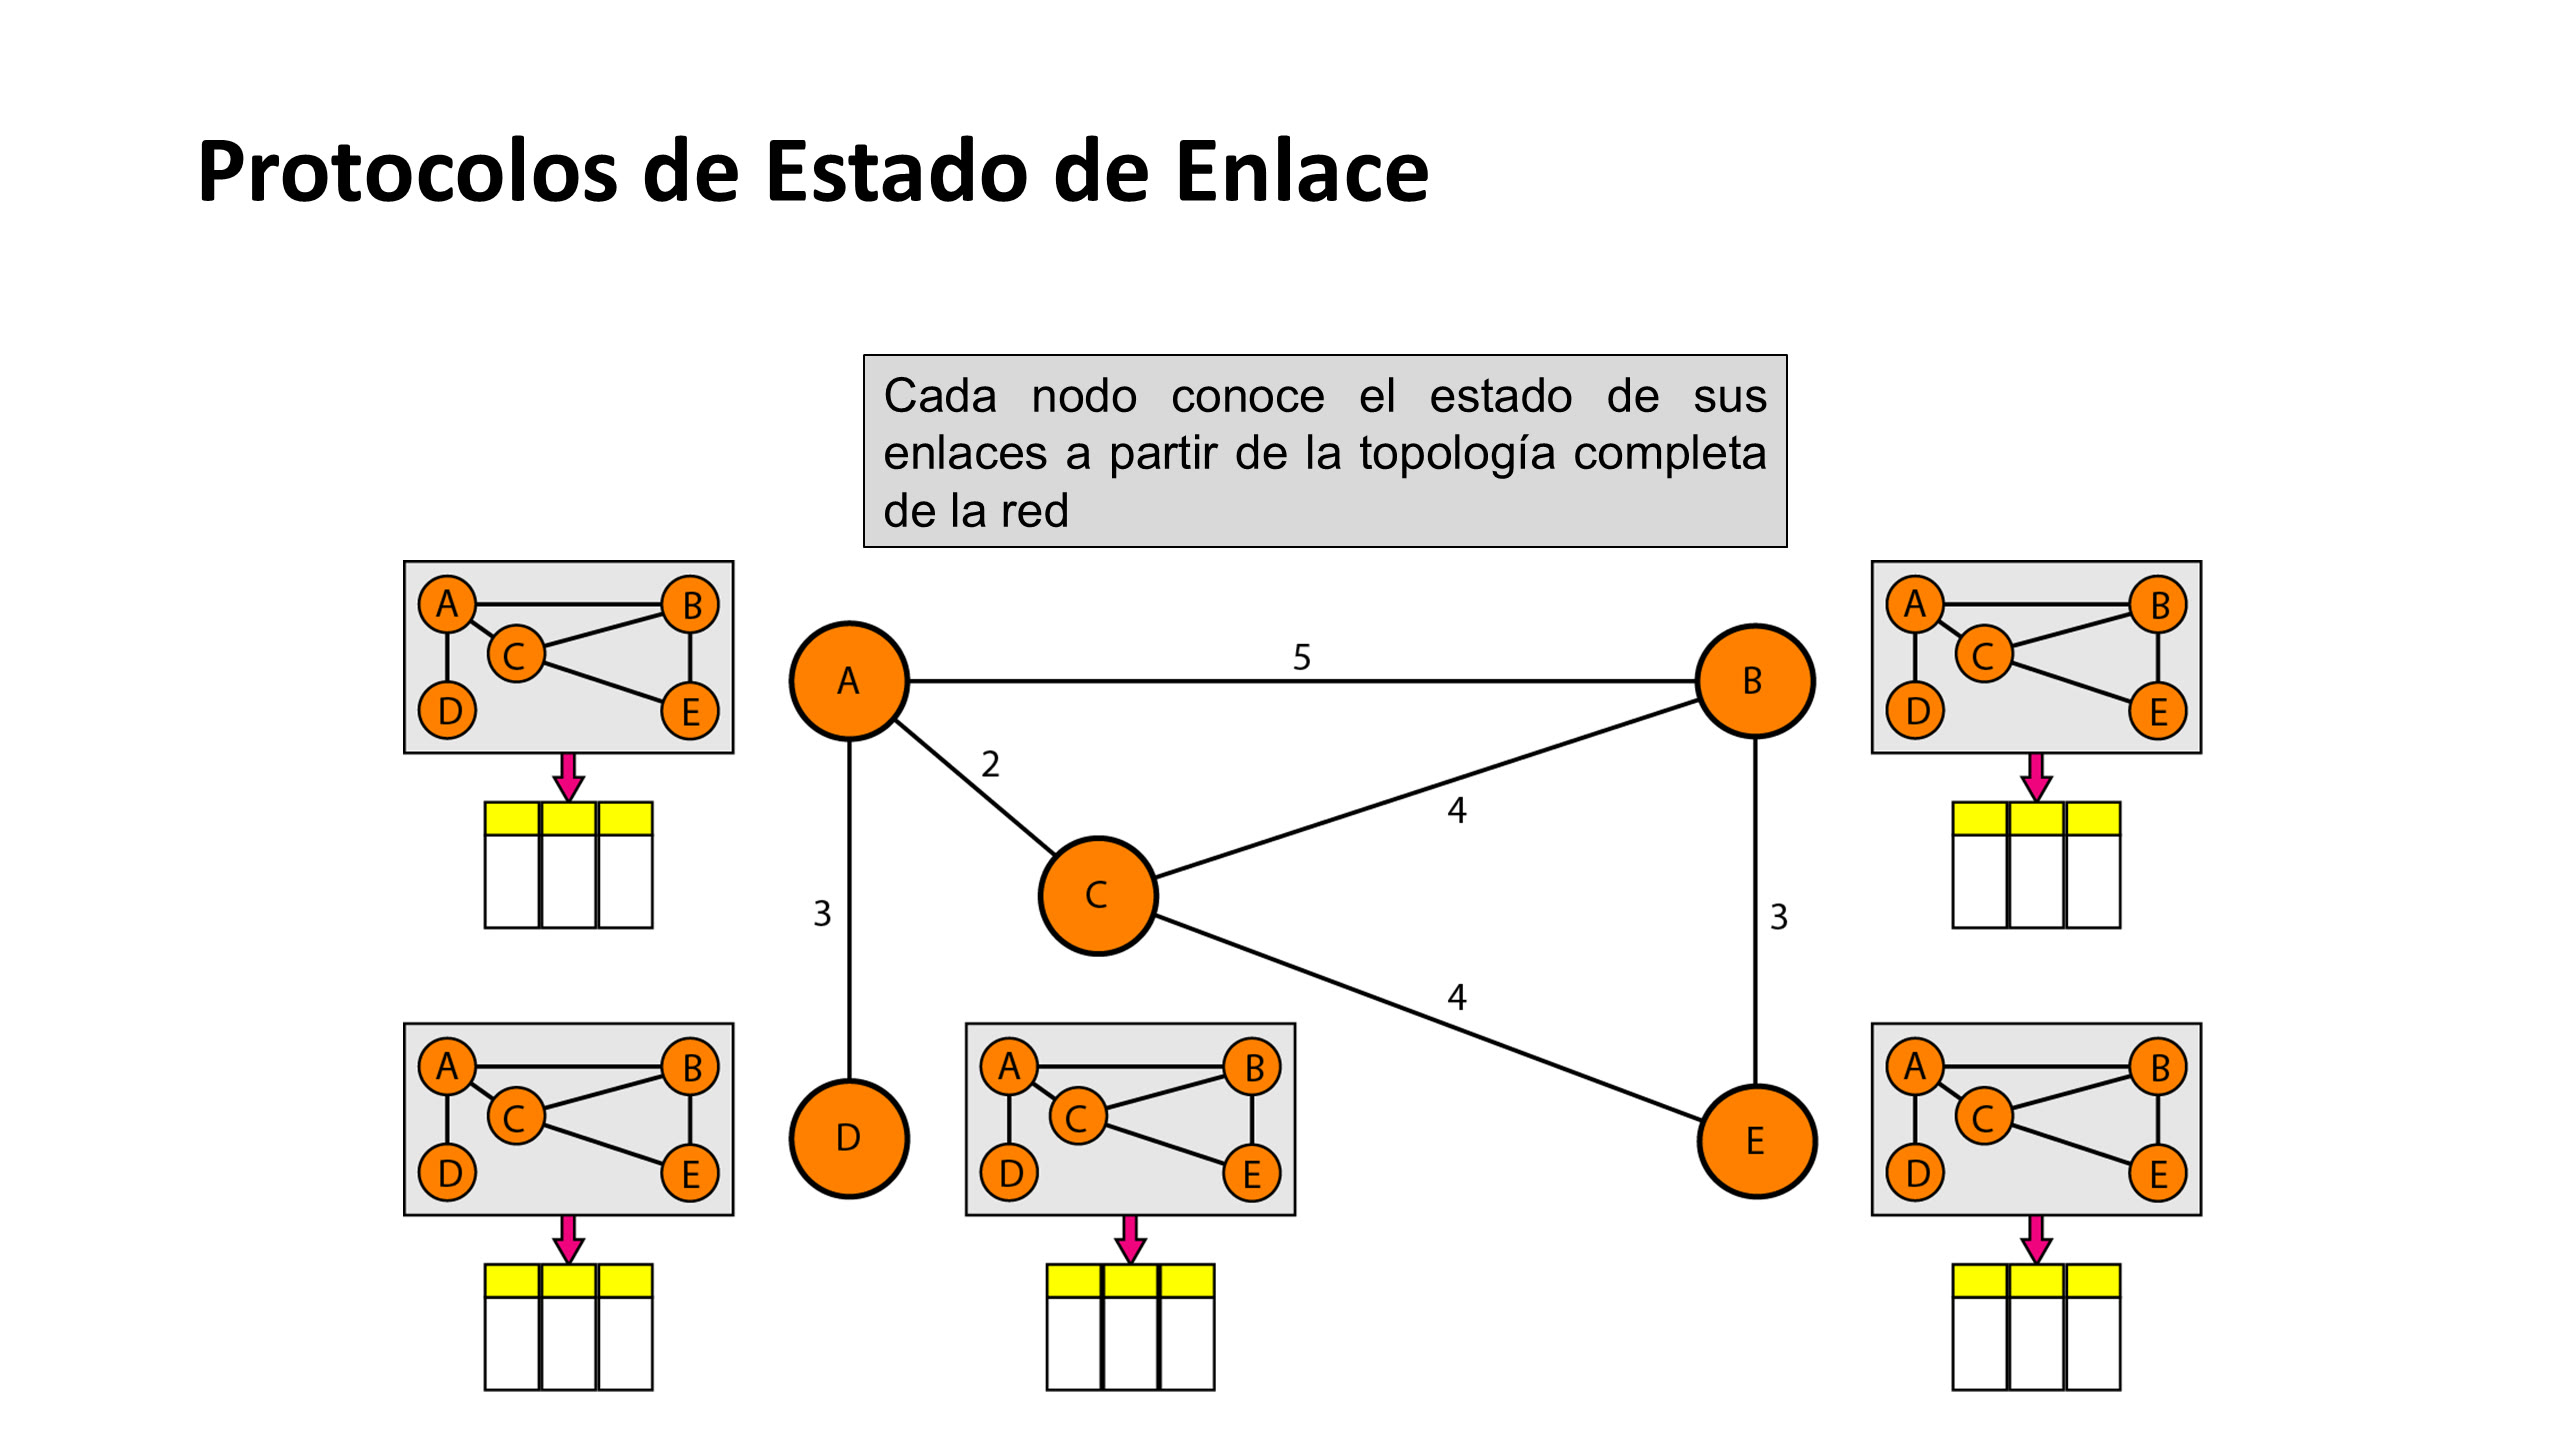 Protocolos de Estado de Enlace
Cada nodo conoce el estado de sus
enlaces a partir de la topología completa
de la red
A B
C
D E
A B
C
D E
A 5 B
2
4
C
3 3
4
D E
A B
C
D E
A B
C
D E
A B
C
D E